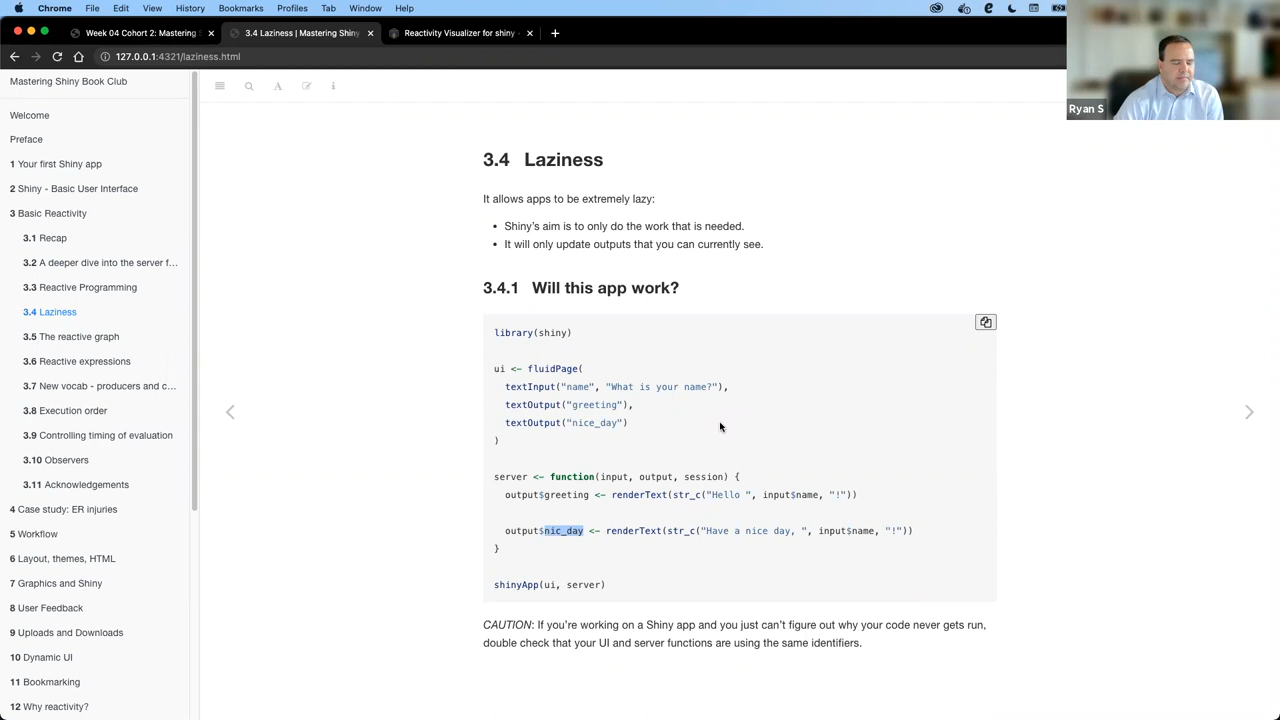 Chrome File Edit View History Bookmarks Profiles Tab Window Help
Week 04 Cohort 2: Mastering
3.4 Laziness | Mastering Shiny
Reactivity Visualizer for shiny
127.0.0.1:4321/laziness.html
Ryan S
Mastering Shiny Book Club
Welcome
Preface
1 Your first Shiny app
2 Shiny - Basic User Interface
3 Basic Reactivity
3.1 Recap
3.2 A deeper dive into the server f…
3.3 Reactive Programming
3.4 Laziness
3.5 The reactive graph
3.6 Reactive expressions
3.7 New vocab - producers and c…
3.8 Execution order
3.9 Controlling timing of evaluation
3.10 Observers
3.11 Acknowledgements
4 Case study: ER injuries
5 Workflow
6 Layout, themes, HTML
7 Graphics and Shiny
8 User Feedback
9 Uploads and Downloads
10 Dynamic UI
11 Bookmarking
12 Why reactivity?
3.4 Laziness
It allows apps to be extremely lazy:
• Shiny’s aim is to only do the work that is needed.
• It will only update outputs that you can currently see.
3.4.1 Will this app work?
library(shiny)
ui <- fluidPage(
textInput("name", "What is your name?"),
textOutput("greeting"),
textOutput("nice_day")
)
server <- function(input, output, session) {
output$greeting <- renderText(str_c("Hello ", input$name, "!"))
output$nic_day <- renderText(str_c("Have a nice day, ", input$name, "!"))
}
shinyApp(ui, server)
CAUTION: If you’re working on a Shiny app and you just can’t figure out why your code never gets run,
double check that your UI and server functions are using the same identifiers.